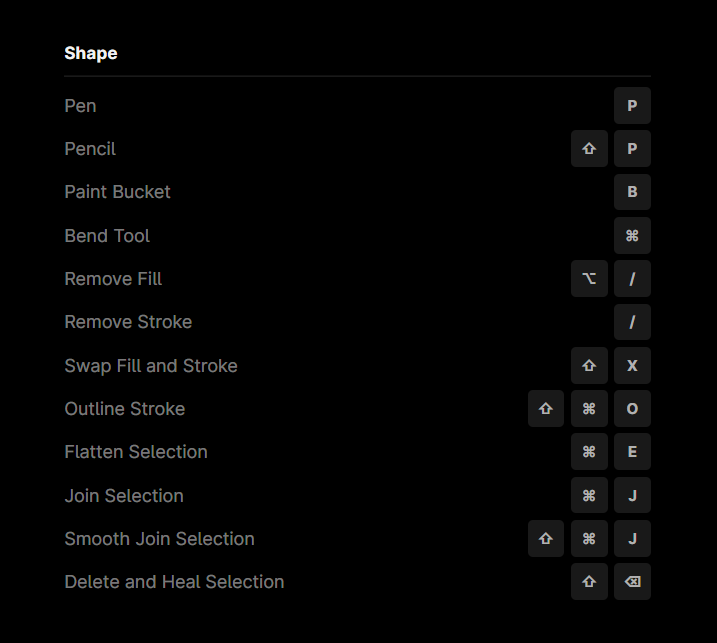 Shape
Pen P
Pencil ⇧ P
Paint Bucket B
Bend Tool ⌘
Remove Fill ⌥ /
Remove Stroke /
Swap Fill and Stroke ⇧ X
Outline Stroke ⇧ ⌘ O
Flatten Selection ⌘ E
Join Selection ⌘ J
Smooth Join Selection ⇧ ⌘ J
Delete and Heal Selection ⇧ ⌫